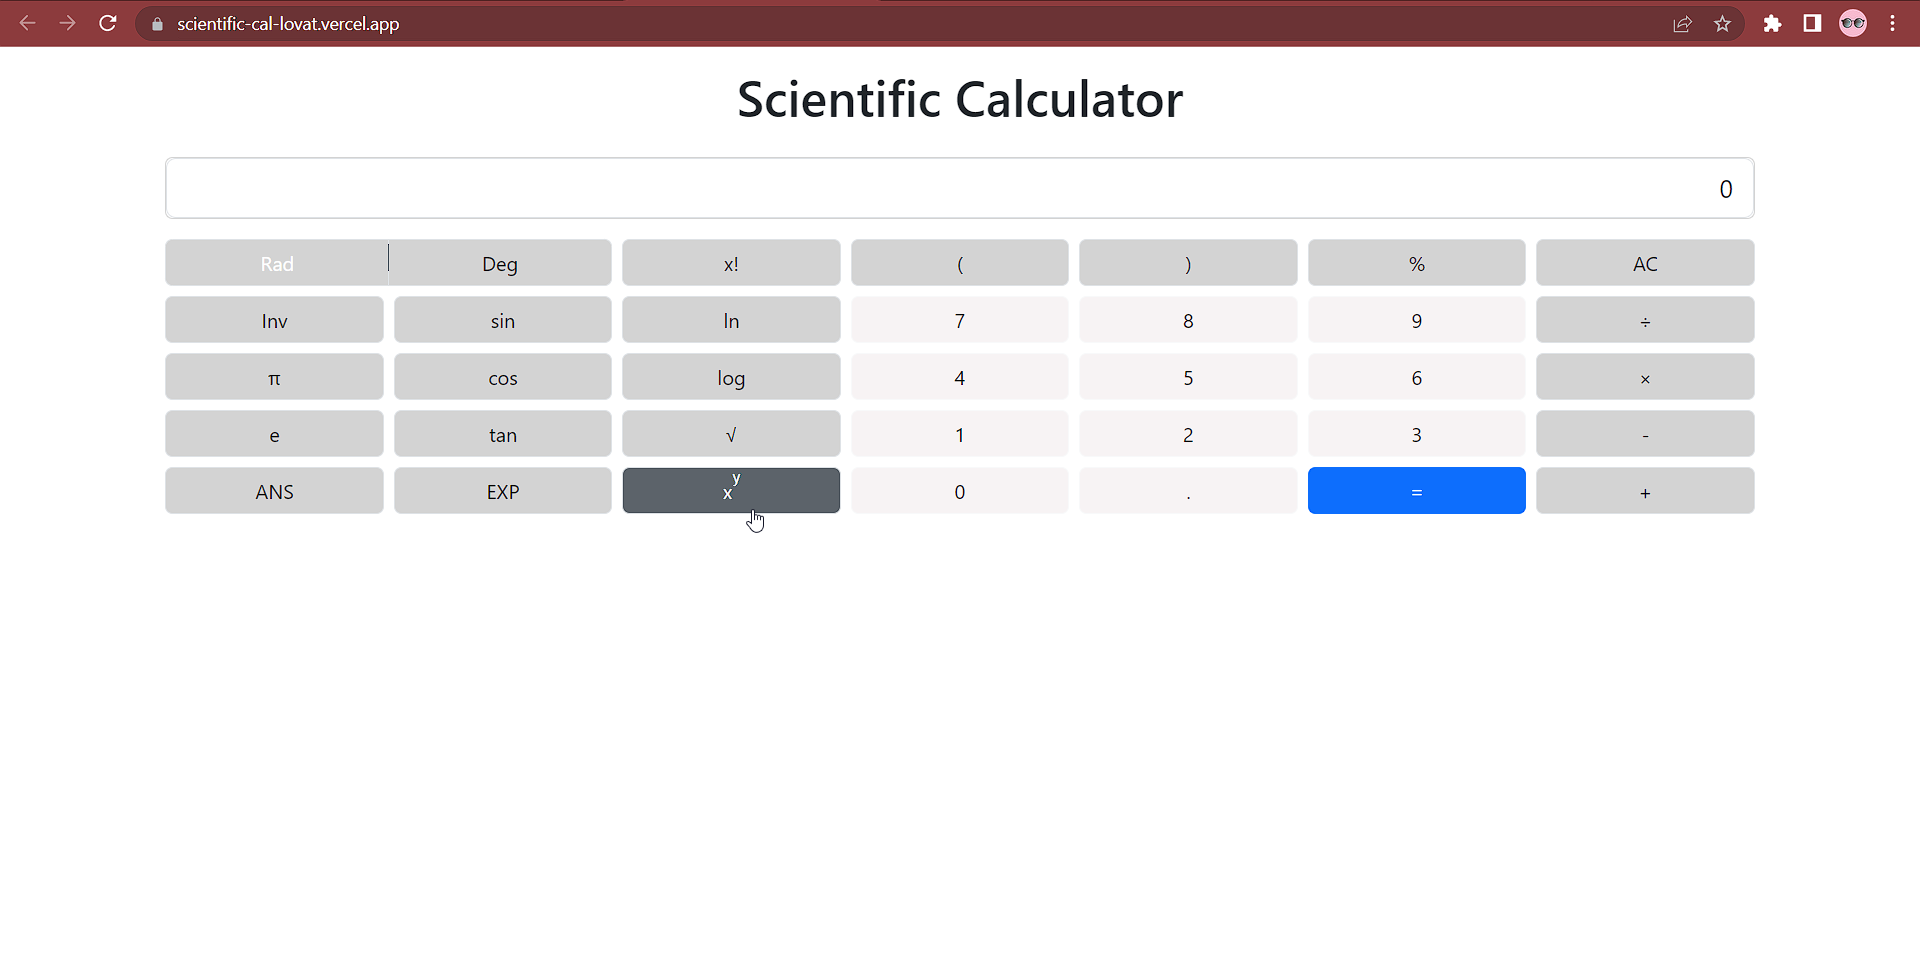 scientific-cal-lovat.vercel.app
Scientific Calculator
0
Rad Deg x! ( ) % AC
Inv sin ln 7 8 9 ÷
π cos log 4 5 6 ×
e tan √ 1 2 3 -
ANS EXP xʸ 0 . = +